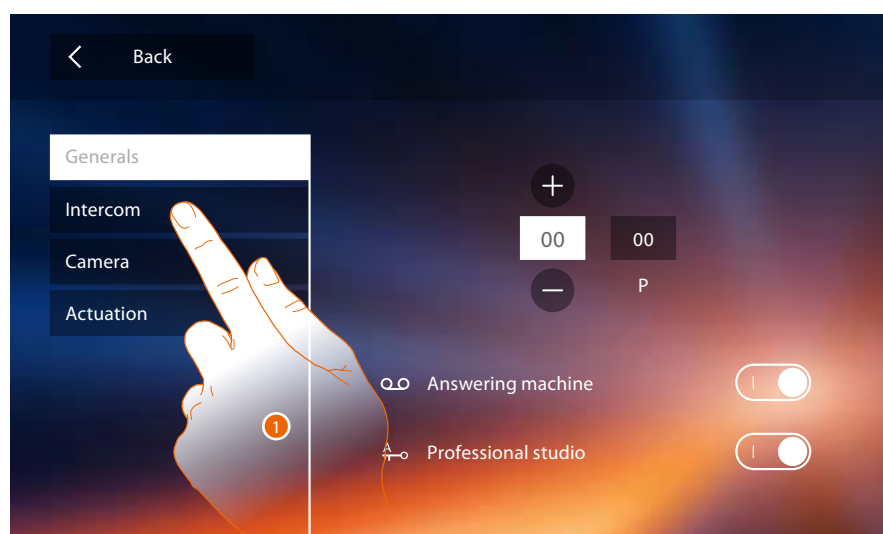 Back
Generals
Intercom
Camera
Actuation
00 00
P
Answering machine
A
Professional studio
1